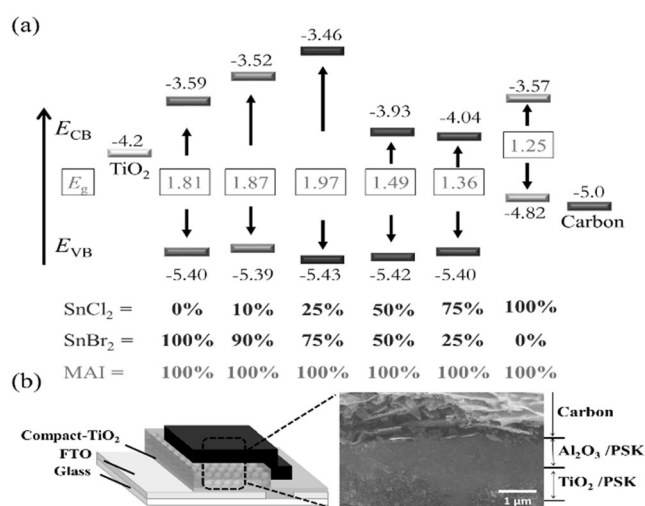 (a)
-3.46
-3.52
-3.59
-3.57
-3.93
-4.04
E_CB
-4.2
TiO₂
1.25
E_g
1.81
1.87
1.97
1.49
1.36
-4.82
-5.0
Carbon
E_VB
-5.40
-5.39
-5.43
-5.42
-5.40
SnCl₂ = 0% 10% 25% 50% 75% 100%
SnBr₂ = 100% 90% 75% 50% 25% 0%
MAI = 100% 100% 100% 100% 100% 100%
(b)
Compact-TiO₂
FTO
Glass
Carbon
Al₂O₃ /PSK
TiO₂ /PSK
1 μm